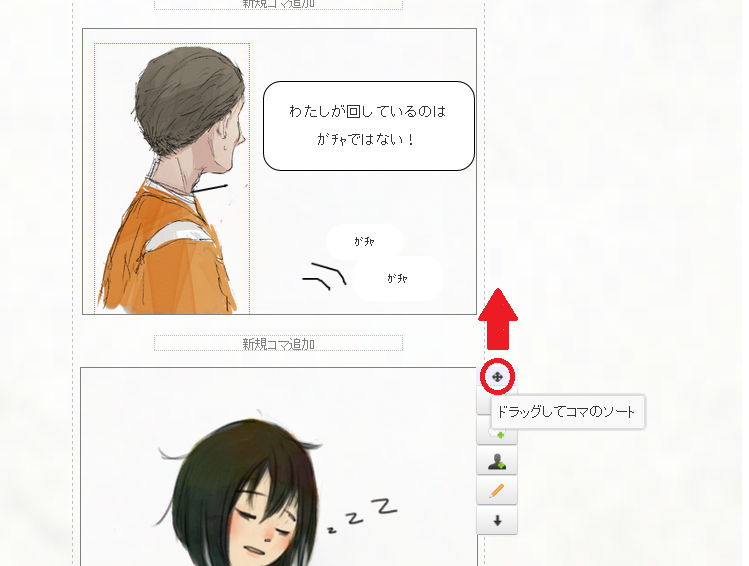 新規コマ追加
わたしが回しているのは
ｶﾞﾁｬではない！
ｶﾞﾁｬ
ｶﾞﾁｬ
新規コマ追加
ドラッグしてコマのソート
z z z